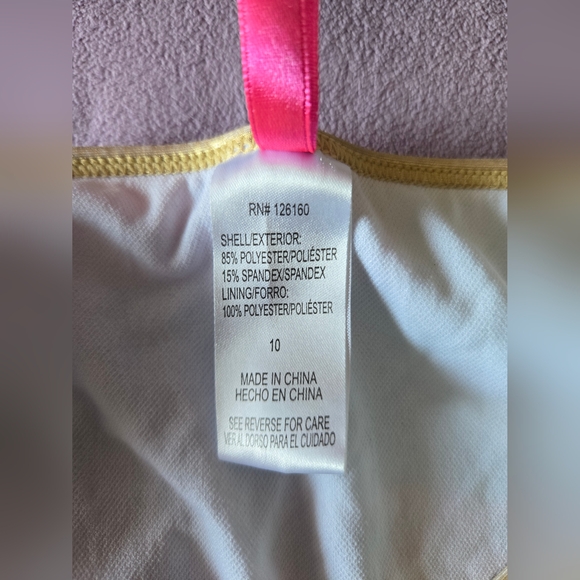 RN# 126160
SHELL/EXTERIOR:
85% POLYESTER/POLIÉSTER
15% SPANDEX/SPANDEX
LINING/FORRO:
100% POLYESTER/POLIÉSTER
10
MADE IN CHINA
HECHO EN CHINA
SEE REVERSE FOR CARE
VER AL DORSO PARA EL CUIDADO